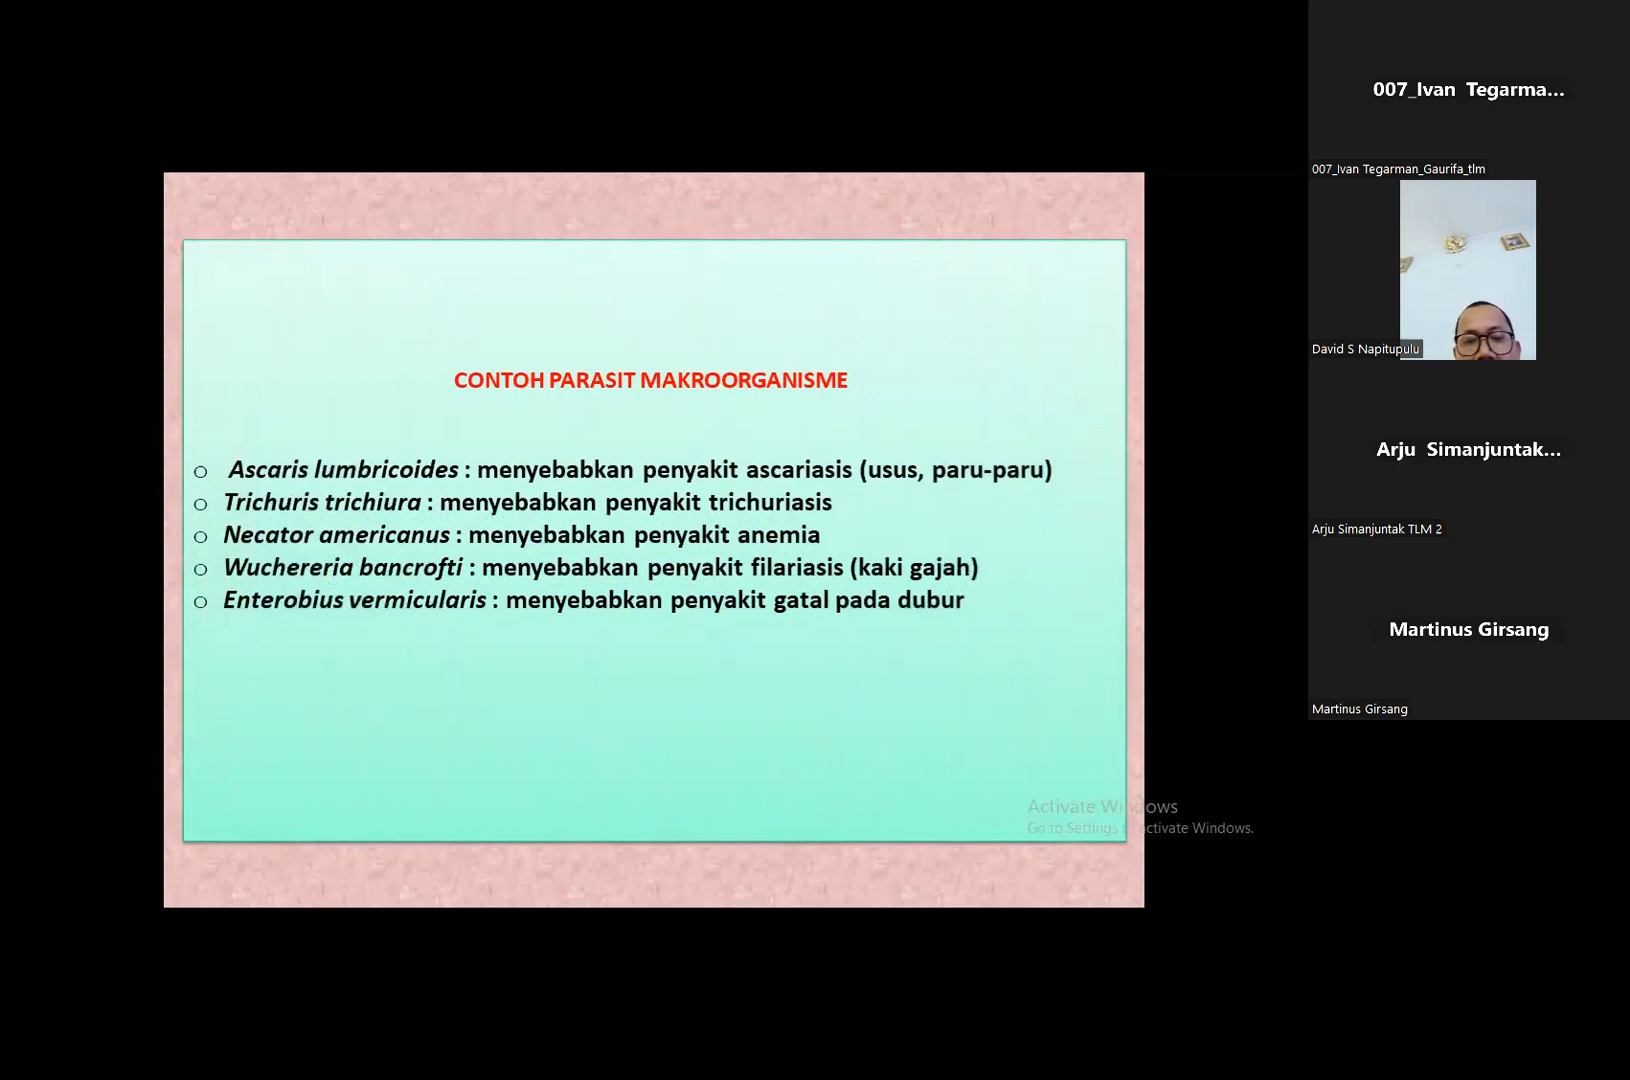 CONTOH PARASIT MAKROORGANISME
o Ascaris lumbricoides : menyebabkan penyakit ascariasis (usus, paru-paru)
o Trichuris trichiura : menyebabkan penyakit trichuriasis
o Necator americanus : menyebabkan penyakit anemia
o Wuchereria bancrofti : menyebabkan penyakit filariasis (kaki gajah)
o Enterobius vermicularis : menyebabkan penyakit gatal pada dubur
Activate Windows
Go to Settings to activate Windows.
007_Ivan Tegarma...
007_Ivan Tegarman_Gaurifa_tlm
David S Napitupulu
Arju Simanjuntak...
Arju Simanjuntak TLM 2
Martinus Girsang
Martinus Girsang